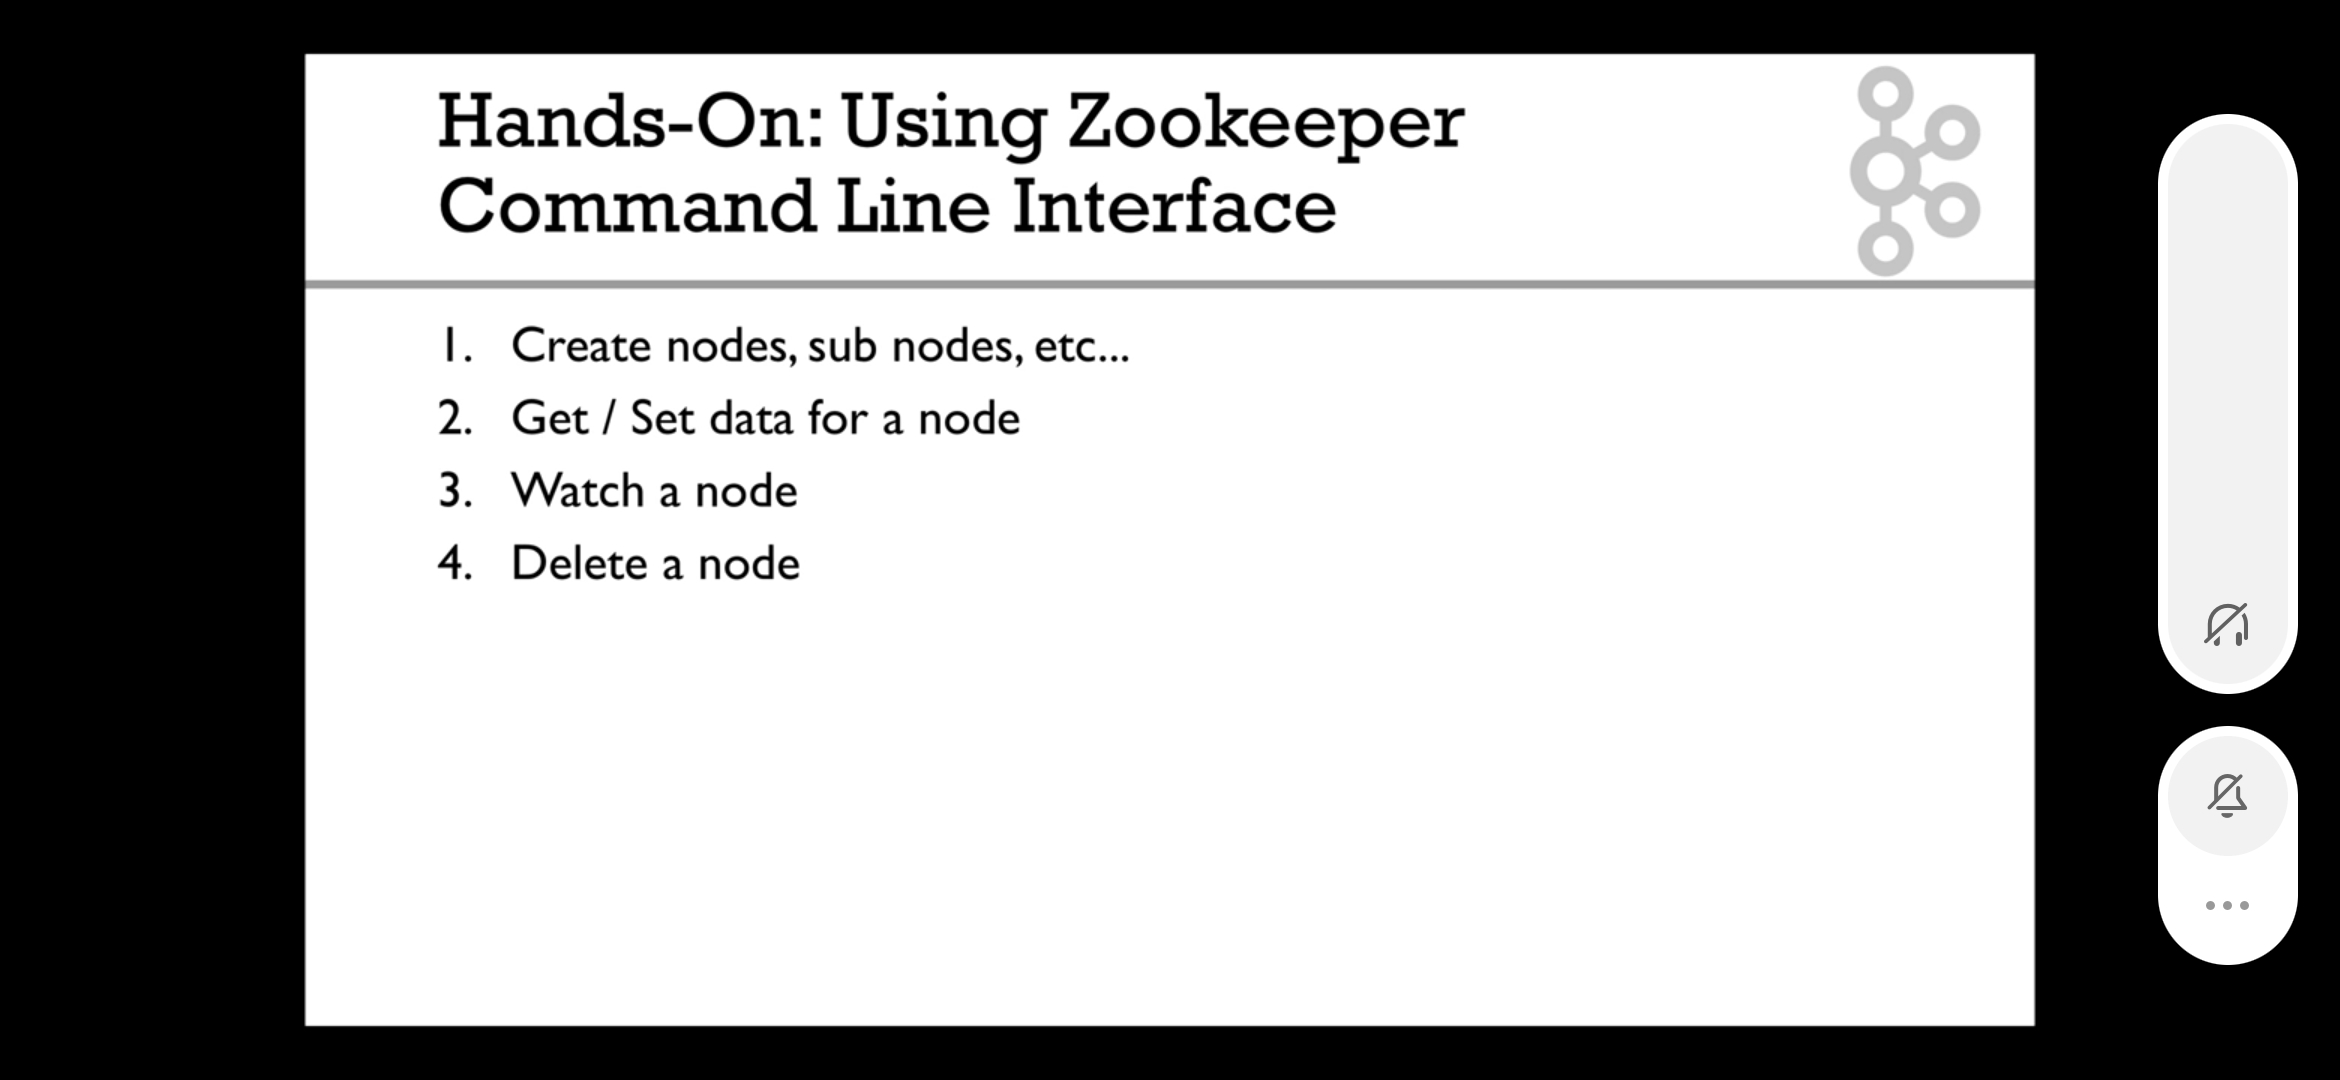 Hands-On: Using Zookeeper
Command Line Interface
1. Create nodes, sub nodes, etc...
2. Get / Set data for a node
3. Watch a node
4. Delete a node